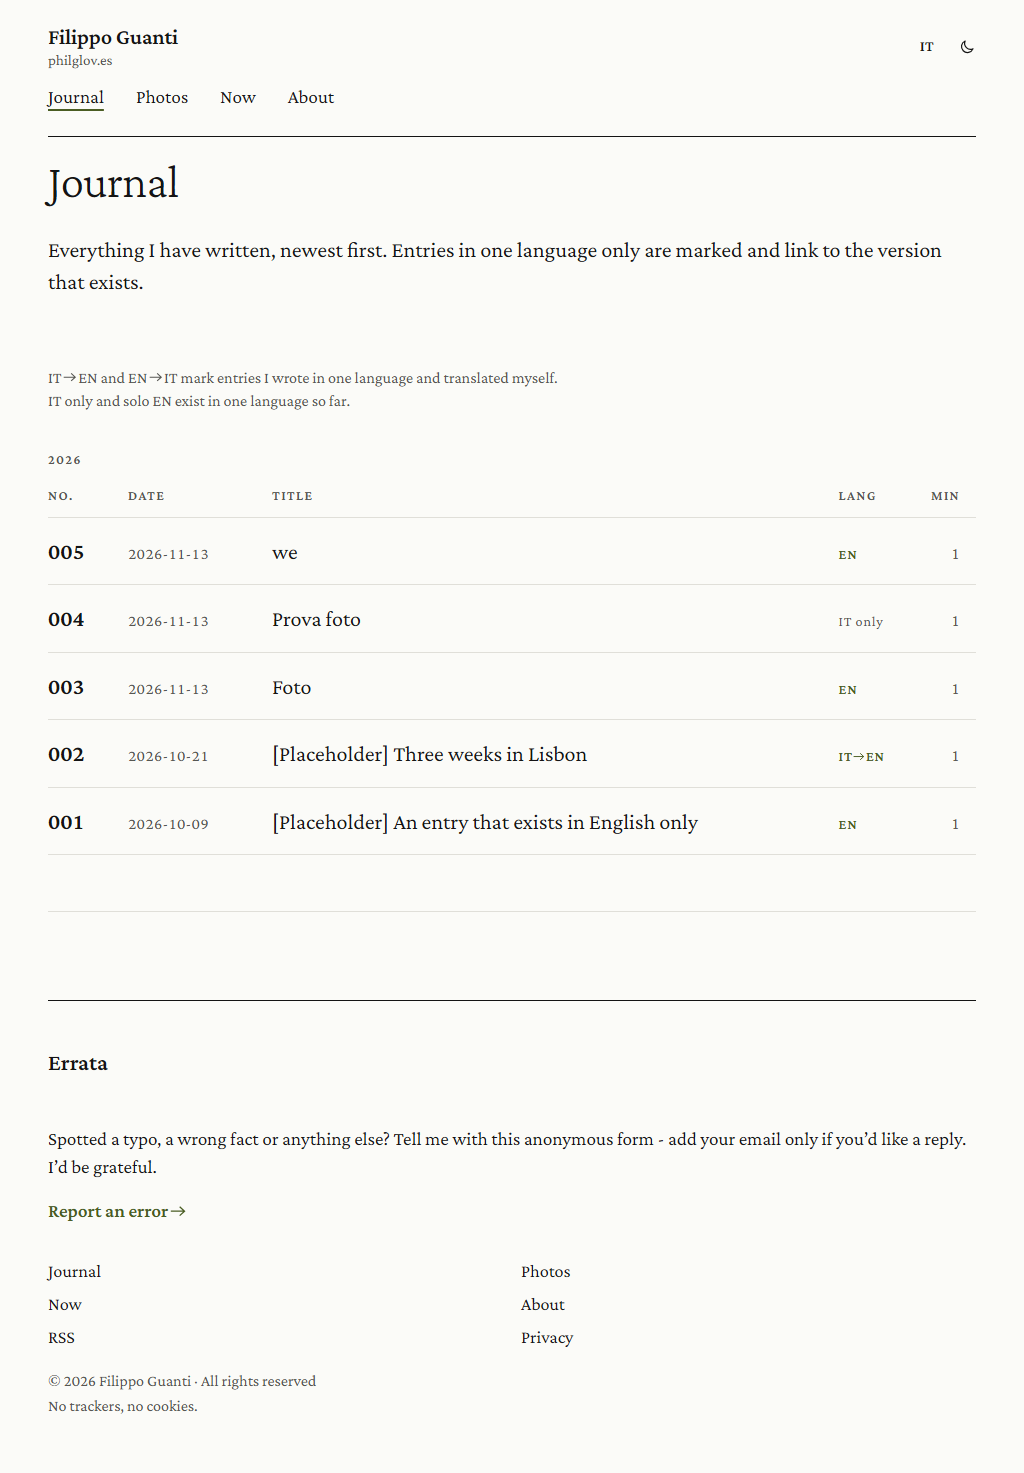 Filippo Guanti
philglov.es
IT
Journal Photos Now About
Journal
Everything I have written, newest first. Entries in one language only are marked and link to the version
that exists.
IT→EN and EN→IT mark entries I wrote in one language and translated myself.
IT only and solo EN exist in one language so far.
2026
NO. DATE TITLE LANG MIN
005 2026-11-13 we EN 1
004 2026-11-13 Prova foto IT only 1
003 2026-11-13 Foto EN 1
002 2026-10-21 [Placeholder] Three weeks in Lisbon IT→EN 1
001 2026-10-09 [Placeholder] An entry that exists in English only EN 1
Errata
Spotted a typo, a wrong fact or anything else? Tell me with this anonymous form - add your email only if you’d like a reply.
I’d be grateful.
Report an error→
Journal Photos
Now About
RSS Privacy
© 2026 Filippo Guanti · All rights reserved
No trackers, no cookies.